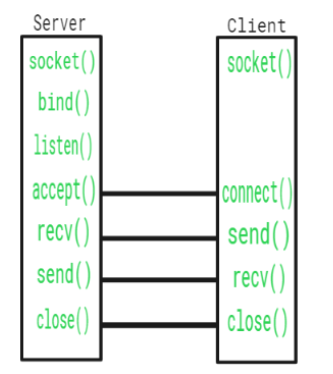 Server
socket()
bind()
listen()
accept()
recv()
send()
close()
Client
socket()
connect()
send()
recv()
close()